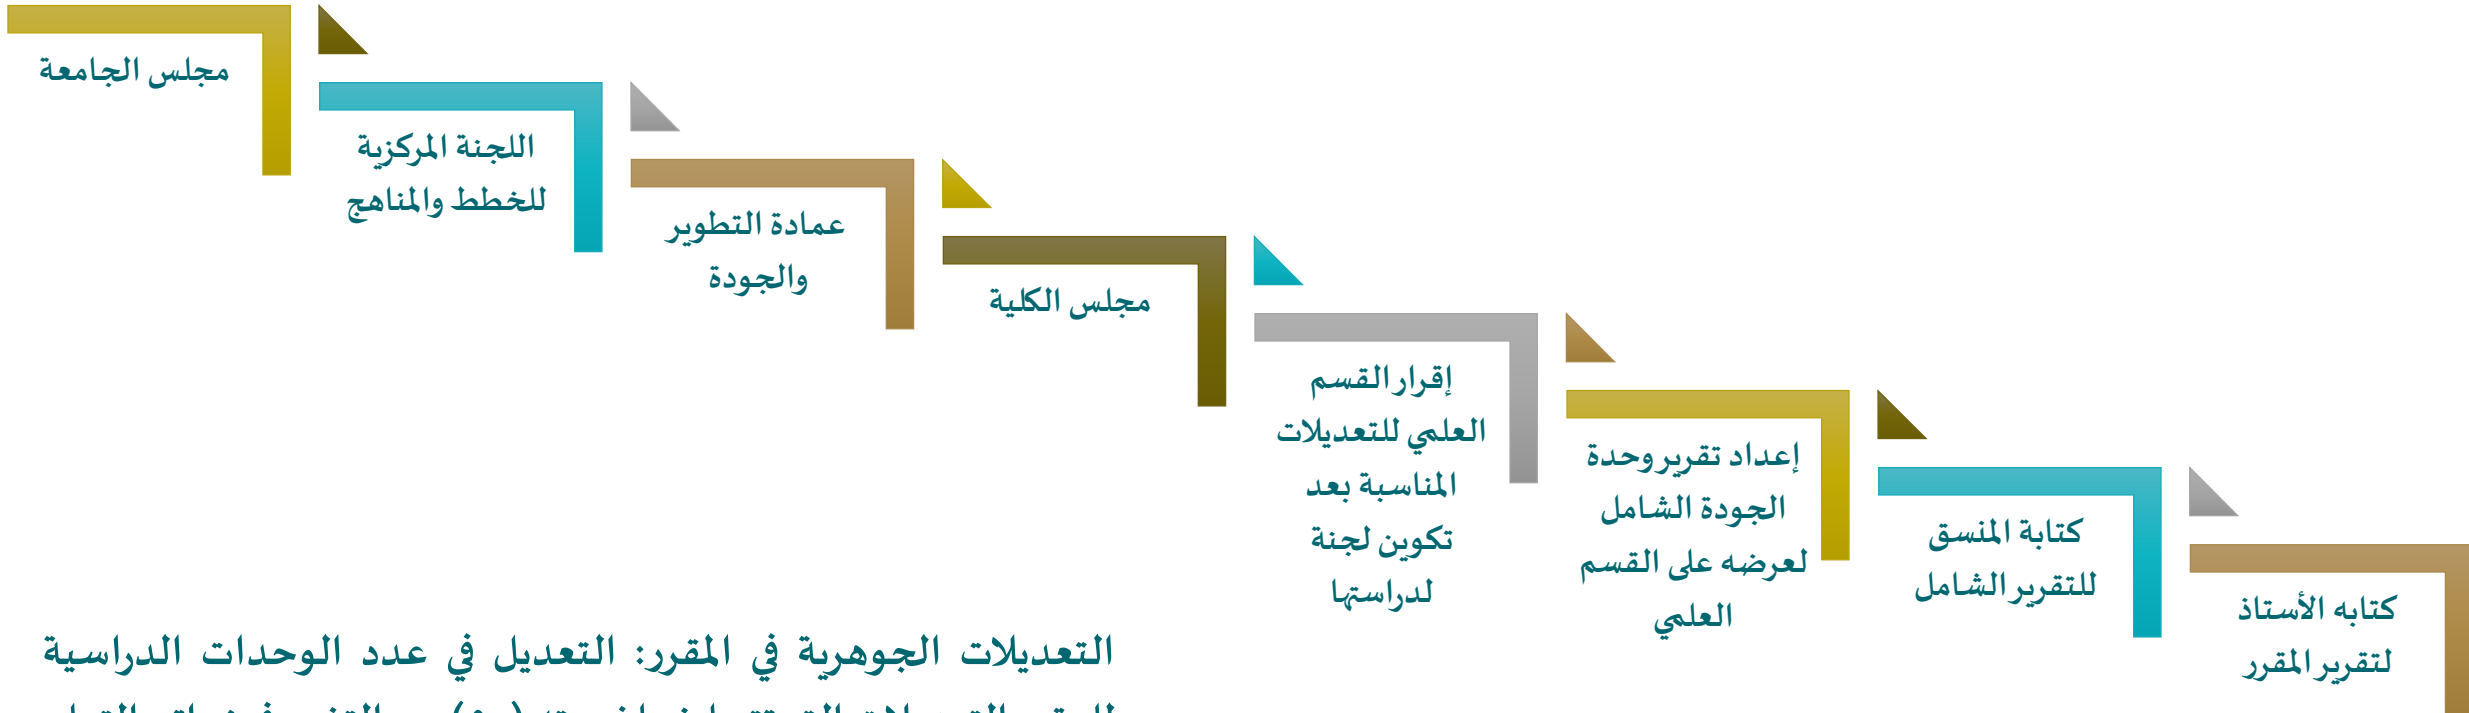 مجلس الجامعة
اللجنة المركزية
للخطط والمناهج
عمادة التطوير
والجودة
مجلس الكلية
إقرار القسم
العلمي للتعديلات
المناسبة بعد
تكوين لجنة
لدراستها
إعداد تقرير وحدة
الجودة الشامل
لعرضه على القسم
العلمي
كتابة المنسق
للتقرير الشامل
كتابه الأستاذ
لتقرير المقرر
التعديلات الجوهرية في المقرر: التعديل في عدد الوحدات الدراسية